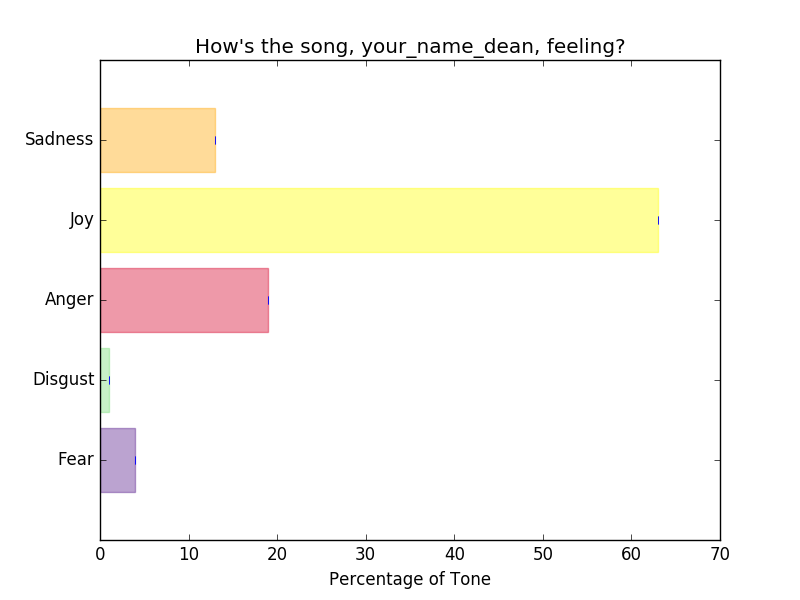 How's the song, your_name_dean, feeling?
Sadness
Joy
Anger
Disgust
Fear
0 10 20 30 40 50 60 70
Percentage of Tone